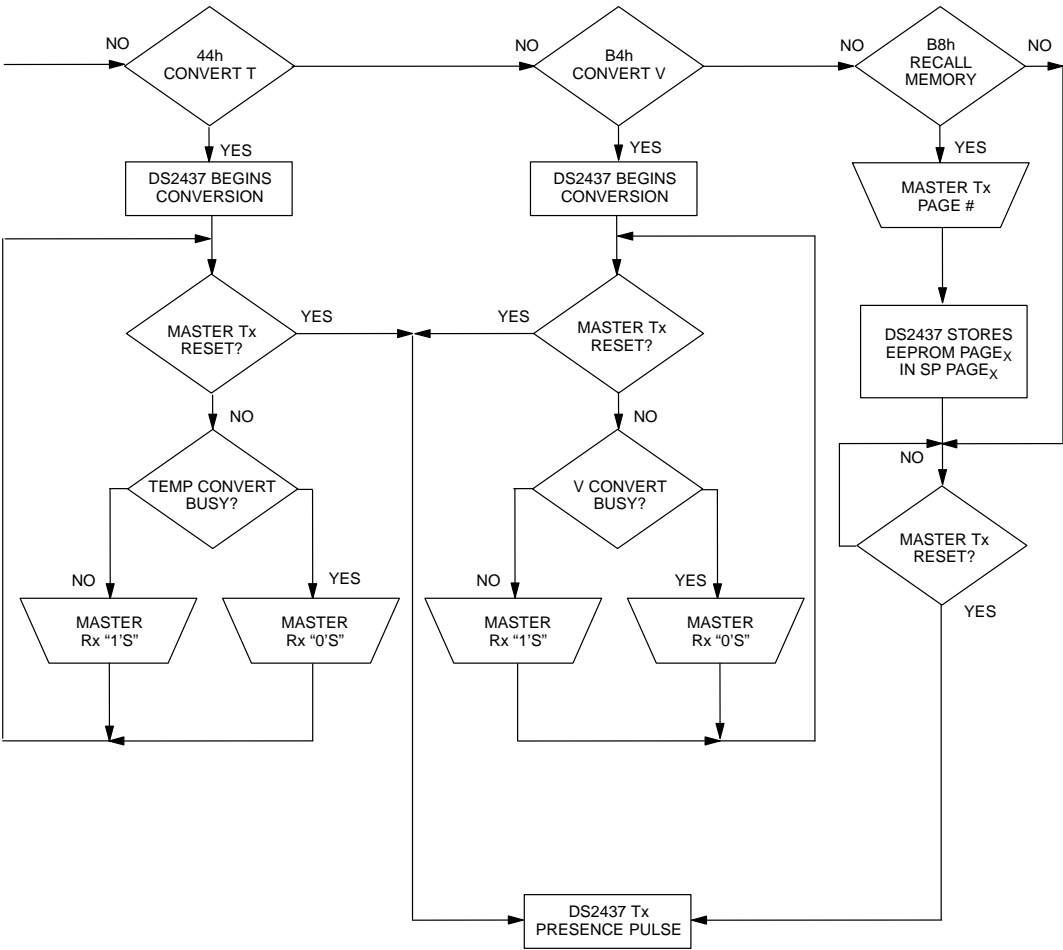 NO
44h
CONVERT T
NO
B4h
CONVERT V
NO
B8h
RECALL
MEMORY
NO
YES
YES
YES
DS2437 BEGINS
CONVERSION
DS2437 BEGINS
CONVERSION
MASTER Tx
PAGE #
MASTER Tx
RESET?
YES
YES
MASTER Tx
RESET?
DS2437 STORES
EEPROM PAGEX
IN SP PAGEX
NO
NO
NO
TEMP CONVERT
BUSY?
V CONVERT
BUSY?
MASTER Tx
RESET?
NO
YES
NO
YES
YES
MASTER
Rx “1’S”
MASTER
Rx “0’S”
MASTER
Rx “1’S”
MASTER
Rx “0’S”
DS2437 Tx
PRESENCE PULSE